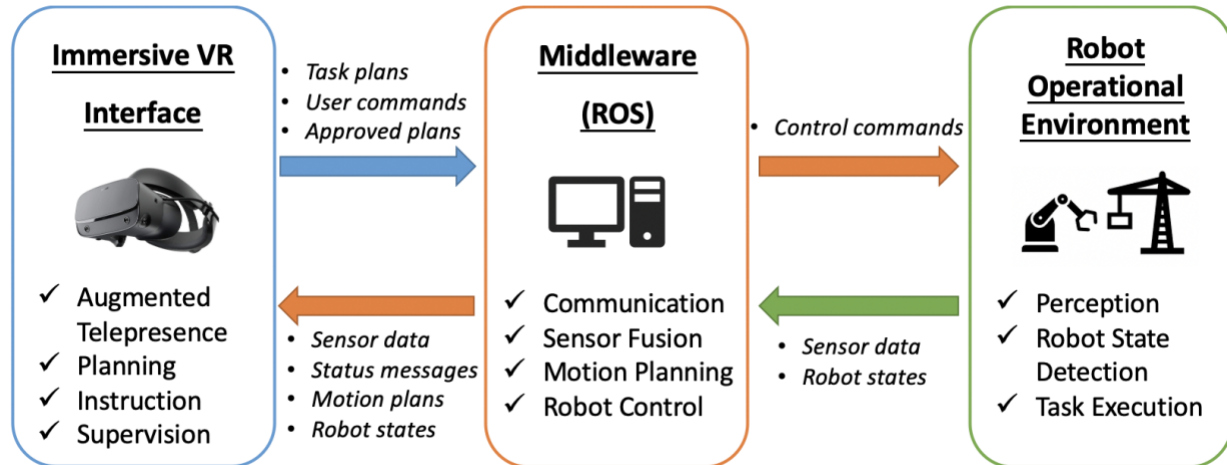 Immersive VR
Interface
✓ Augmented
Telepresence
✓ Planning
✓ Instruction
✓ Supervision
• Task plans
• User commands
• Approved plans
• Sensor data
• Status messages
• Motion plans
• Robot states
Middleware
(ROS)
✓ Communication
✓ Sensor Fusion
✓ Motion Planning
✓ Robot Control
• Control commands
• Sensor data
• Robot states
Robot
Operational
Environment
✓ Perception
✓ Robot State
Detection
✓ Task Execution